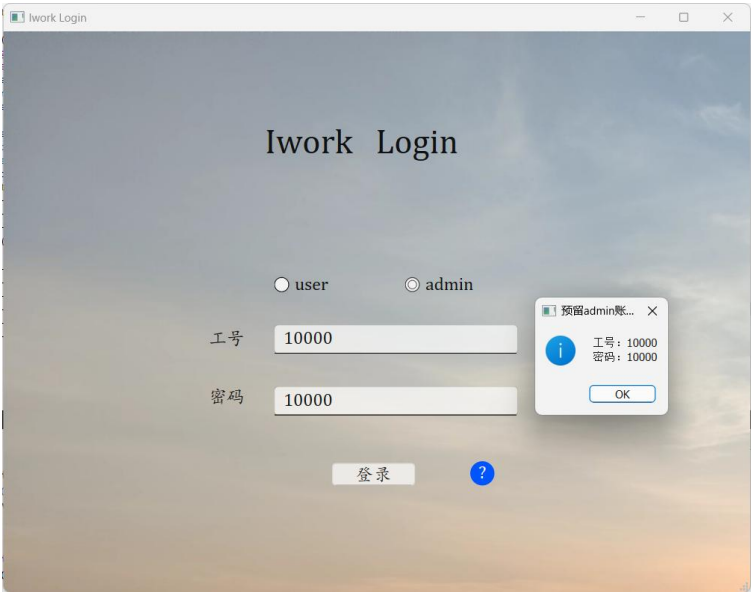 Iwork Login
Iwork Login
user
admin
工号
10000
密码
10000
登录
?
预留admin账...
工号：10000
密码：10000
OK